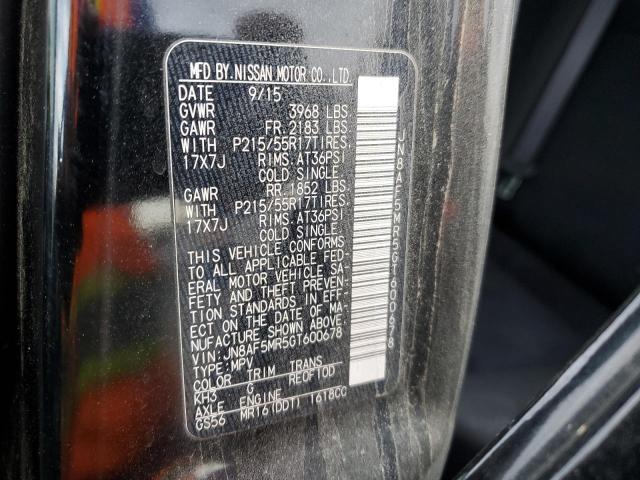 MFD BY.NISSAN MOTOR CO.,LTD.
DATE 9/15
GVWR 3968 LBS
GAWR FR.2183 LBS
WITH P215/55R17TIRES.
17X7J RIMS.AT36PSI
COLD SINGLE
GAWR RR.1852 LBS
WITH P215/55R17TIRES.
17X7J RIMS.AT36PSI
COLD SINGLE.
THIS VEHICLE CONFORMS
TO ALL APPLICABLE FED-
ERAL MOTOR VEHICLE SA-
FETY AND THEFT PREVEN-
TION STANDARDS IN EFF-
ECT ON THE DATE OF MA-
NUFACTURE SHOWN ABOVE
VIN:JN8AF5MR5GT600678
TYPE:MPV
COLOR TRIM TRANS
KH3 G RE0F10D
AXLE ENGINE
GS56 MR16(DDT) 1618CC
JN8AF5MR5GT600678